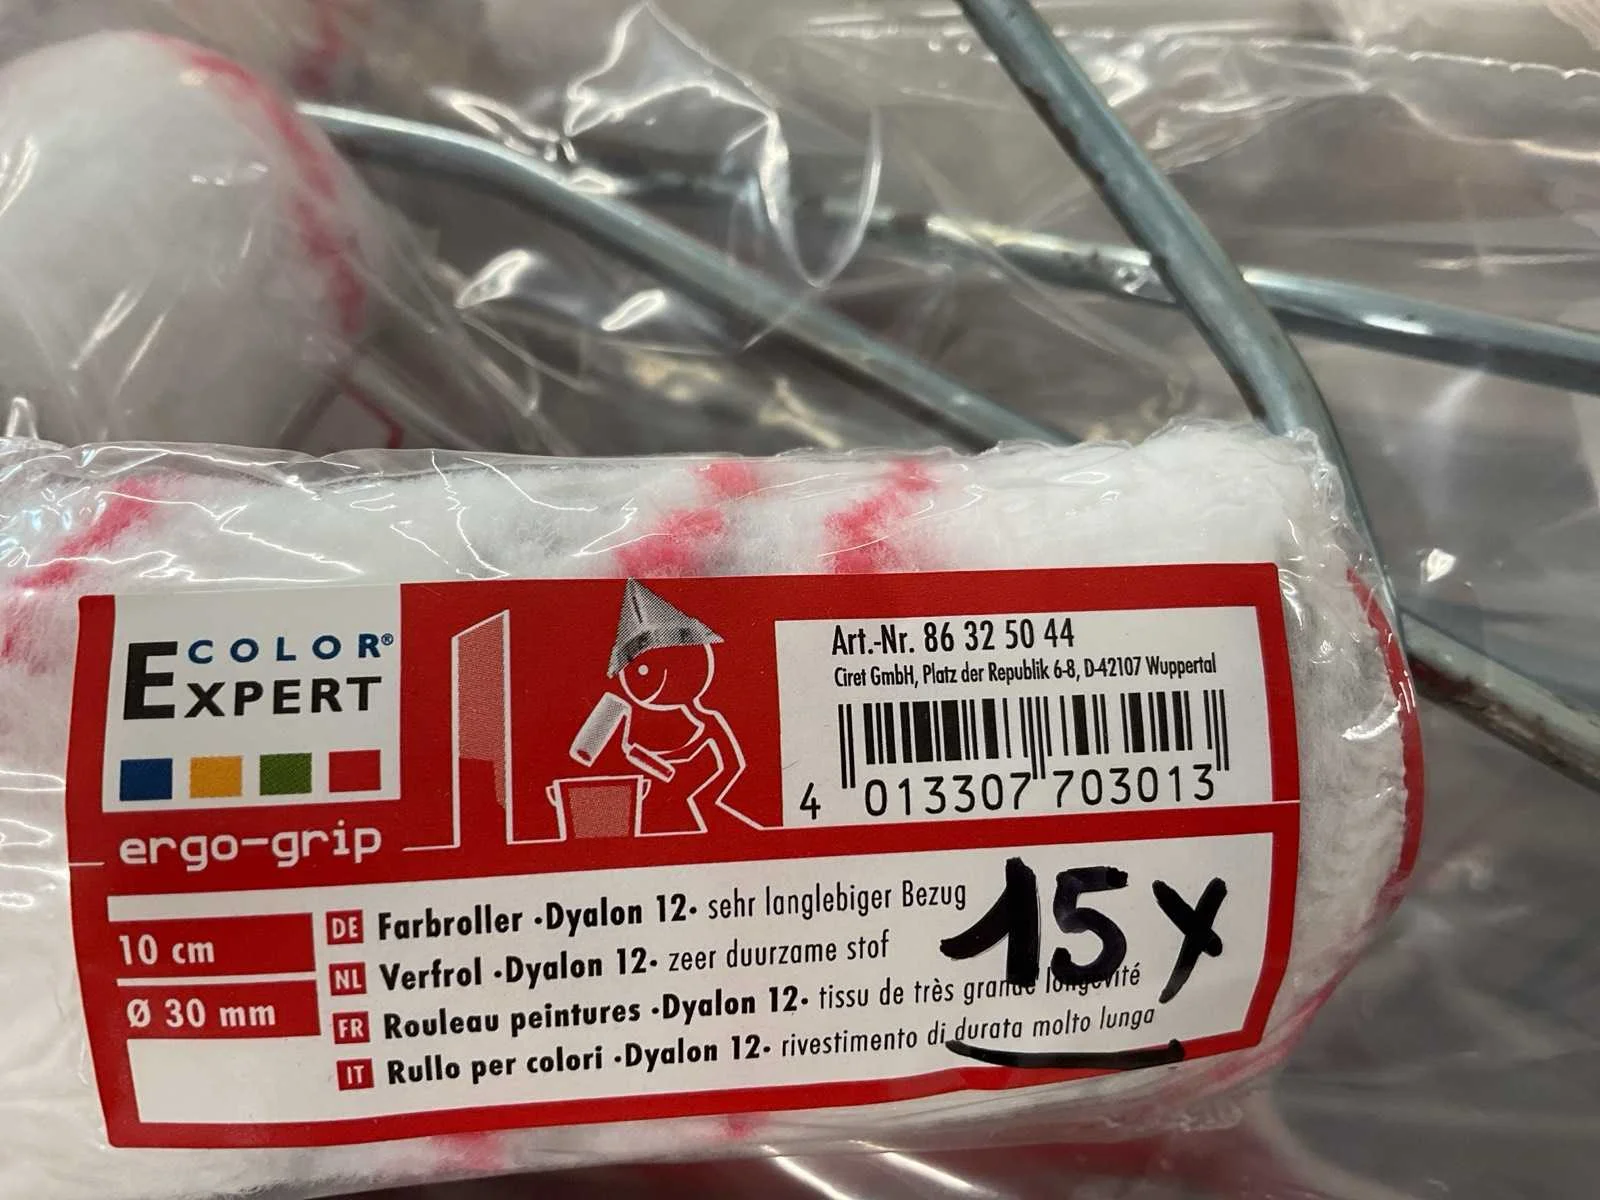 COLOR®
EXPERT
ergo-grip
Art.-Nr. 86 32 50 44
Ciret GmbH, Platz der Republik 6-8, D-42107 Wuppertal
4 013307 703013
10 cm
Ø 30 mm
DE Farbroller ·Dyalon 12· sehr langlebiger Bezug
NL Verfrol ·Dyalon 12· zeer duurzame stof
FR Rouleau peintures ·Dyalon 12· tissu de très grande longévité
IT Rullo per colori ·Dyalon 12· rivestimento di durata molto lunga
15x